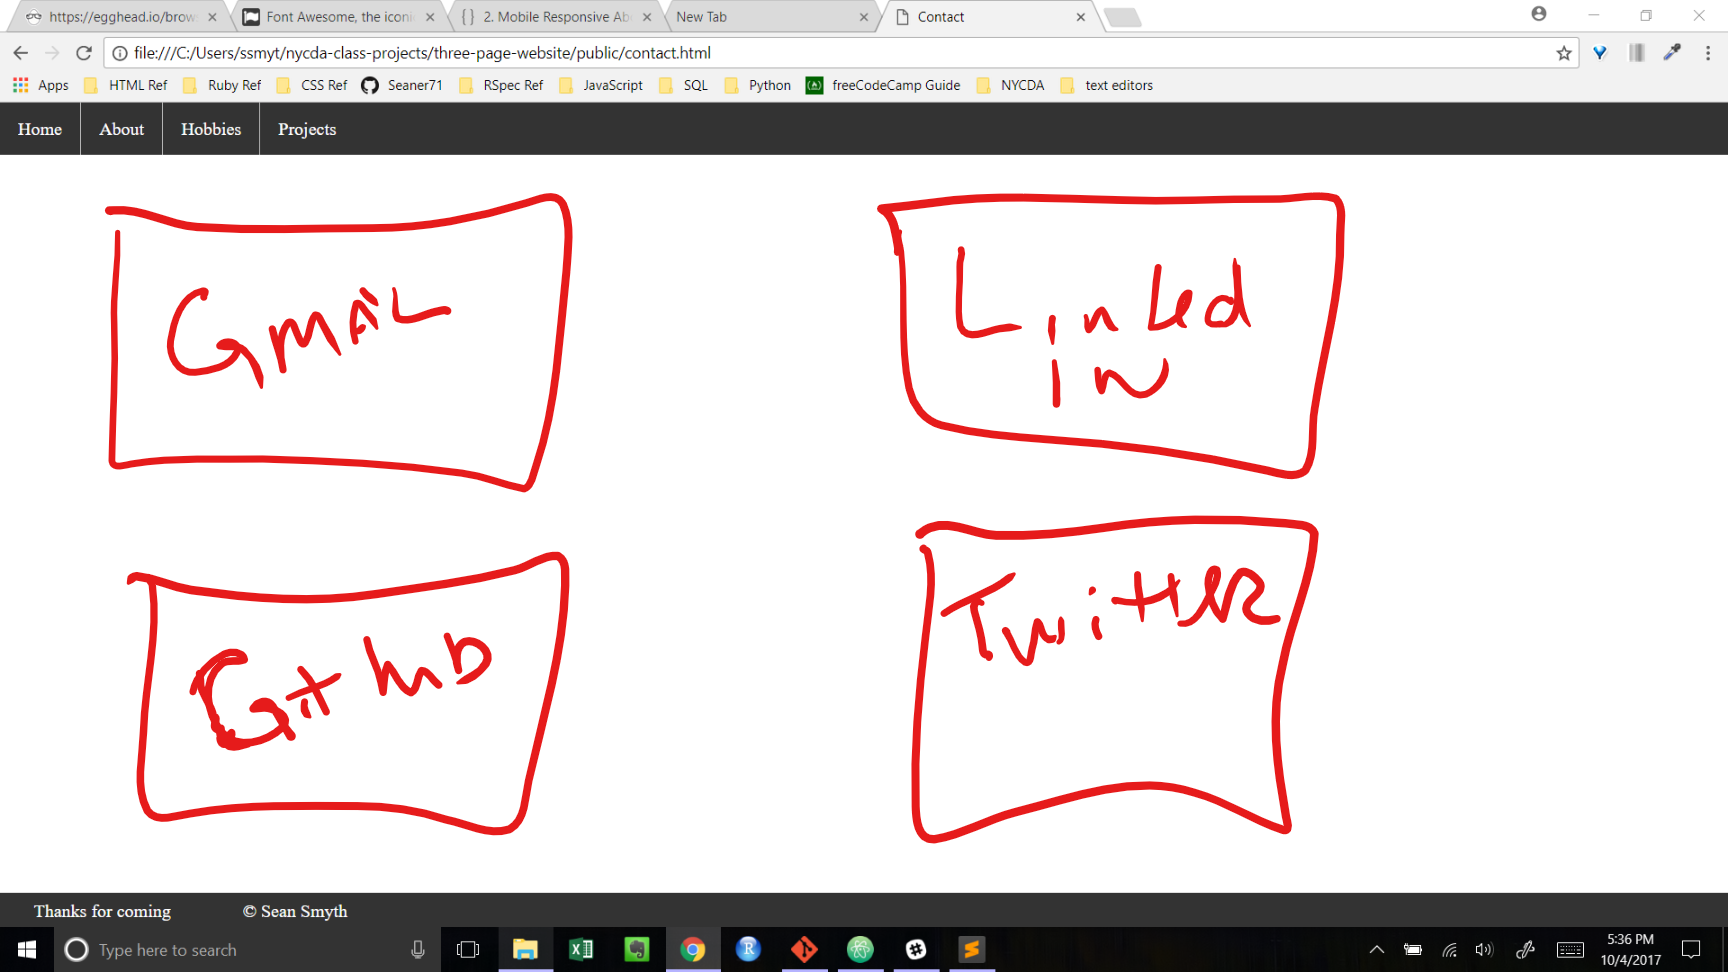 https://egghead.io/brow
Font Awesome, the iconi
2. Mobile Responsive Ab
New Tab
Contact
file:///C:/Users/ssmyt/nycda-class-projects/three-page-website/public/contact.html
Apps HTML Ref Ruby Ref CSS Ref Seaner71 RSpec Ref JavaScript SQL Python freeCodeCamp Guide NYCDA text editors
Home About Hobbies Projects
GmAiL
Linked
IN
GitHub
TwittER
Thanks for coming © Sean Smyth
Type here to search
5:36 PM
10/4/2017